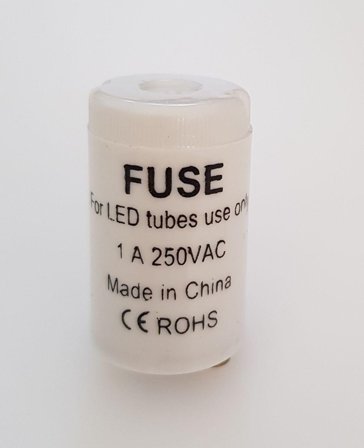 FUSE
For LED tubes use only
1 A 250VAC
Made in China
CE ROHS